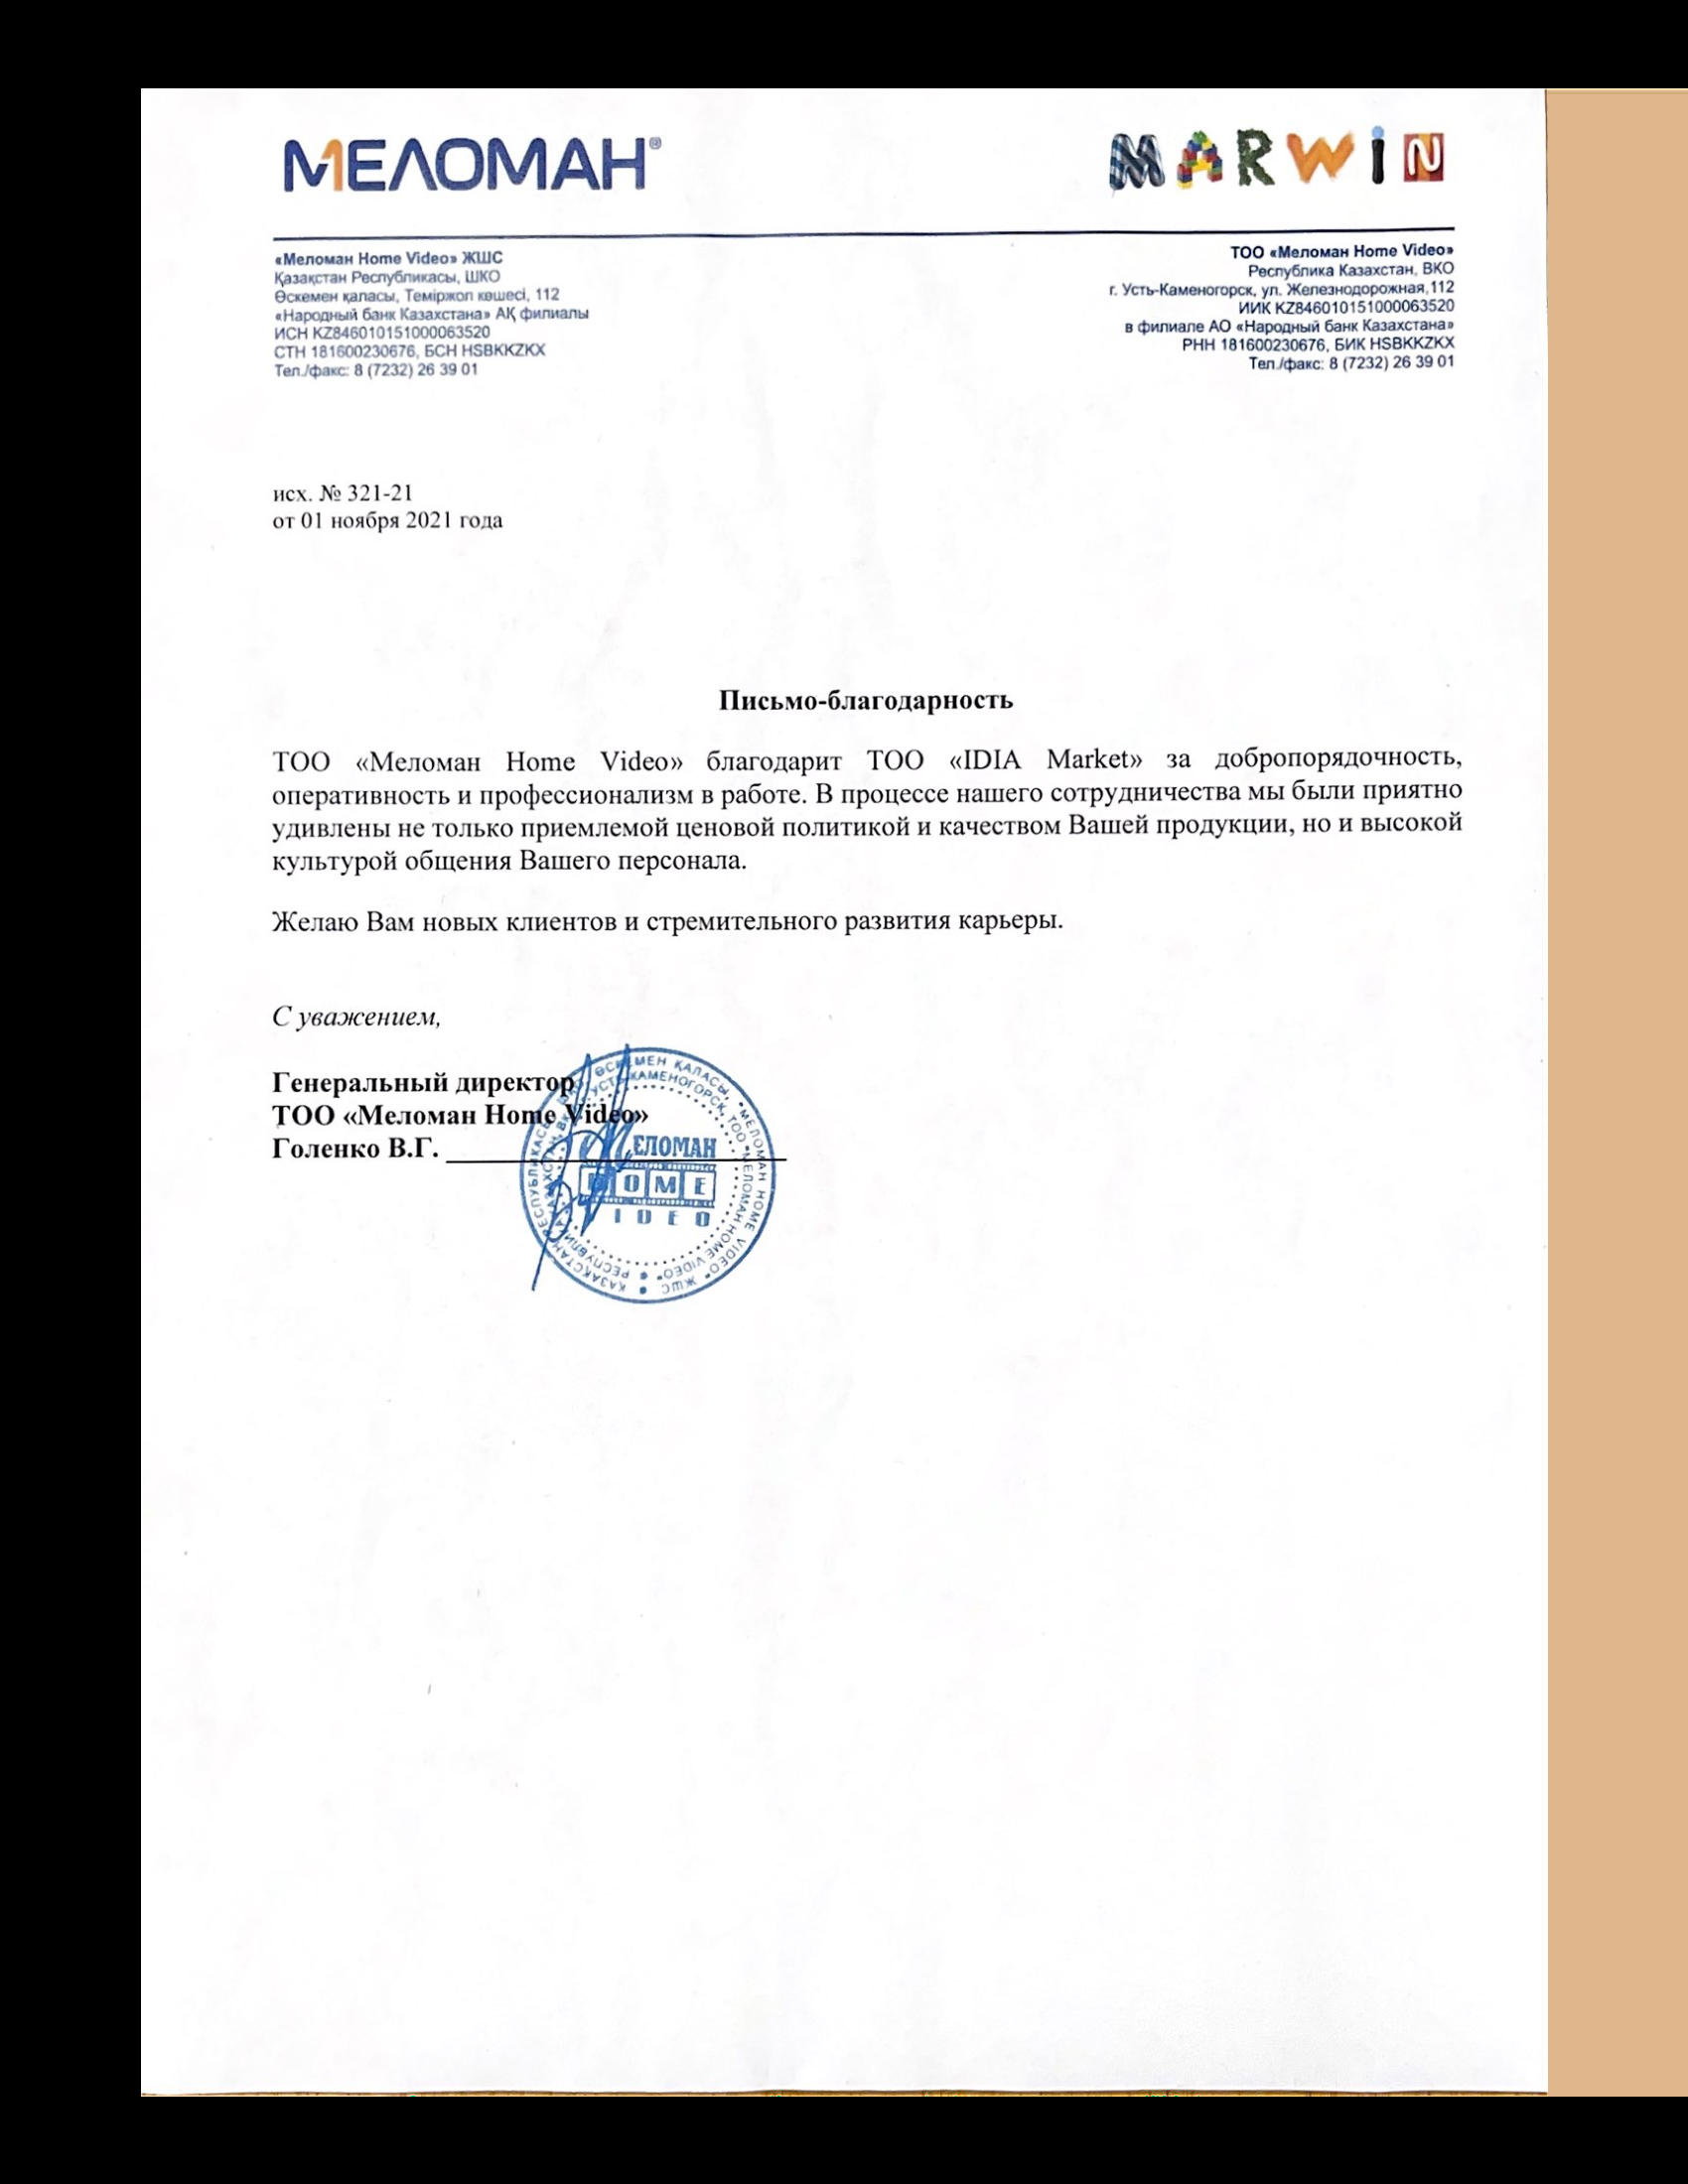 МЕЛОМАН®
MARWIN
«Меломан Home Video» ЖШС
Қазақстан Республикасы, ШКО
Өскемен қаласы, Теміржол көшесі, 112
«Народный банк Казахстана» АҚ филиалы
ИСН KZ846010151000063520
СТН 181600230676, БСН HSBKKZKX
Тел./факс: 8 (7232) 26 39 01
ТОО «Меломан Home Video»
Республика Казахстан, ВКО
г. Усть-Каменогорск, ул. Железнодорожная,112
ИИК KZ846010151000063520
в филиале АО «Народный банк Казахстана»
РНН 181600230676, БИК HSBKKZKX
Тел./факс: 8 (7232) 26 39 01
исх. № 321-21
от 01 ноября 2021 года
Письмо-благодарность
ТОО «Меломан Home Video» благодарит ТОО «IDIA Market» за добропорядочность,
оперативность и профессионализм в работе. В процессе нашего сотрудничества мы были приятно
удивлены не только приемлемой ценовой политикой и качеством Вашей продукции, но и высокой
культурой общения Вашего персонала.
Желаю Вам новых клиентов и стремительного развития карьеры.
С уважением,
Генеральный директор
ТОО «Меломан Home Video»
Голенко В.Г.
ҚАЗАҚСТАН РЕСПУБЛИКАСЫ, ӨСКЕМЕН ҚАЛАСЫ, "МЕЛОМАН HOME VIDEO" ЖШС
РЕСПУБЛИКА КАЗАХСТАН, ВКО, УСТЬ-КАМЕНОГОРСК, ТОО "МЕЛОМАН HOME VIDEO"
МЕЛОМАН
HOME
IDEO